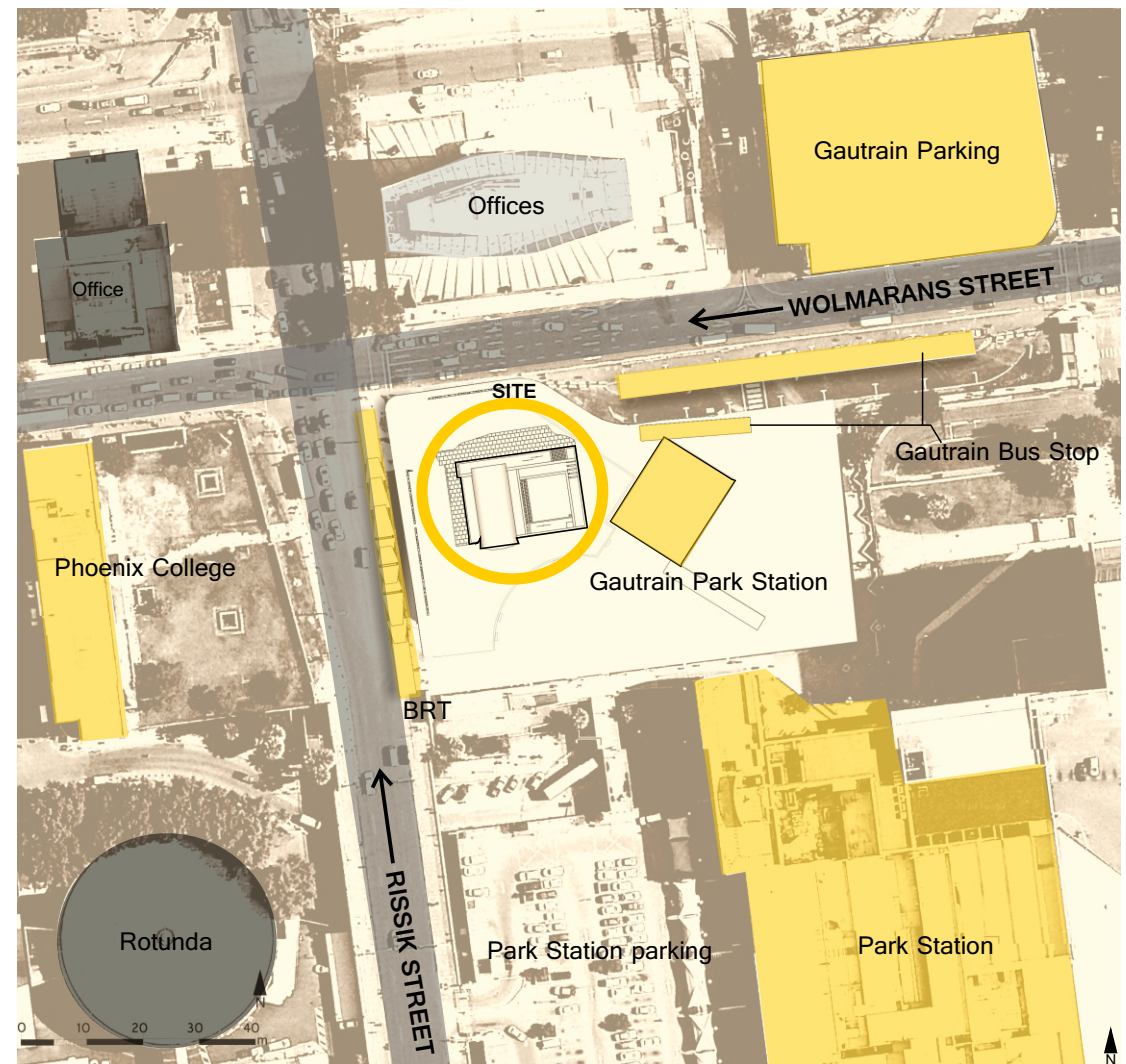 Gautrain Parking
Offices
Office
WOLMARANS STREET
SITE
Gautrain Bus Stop
Phoenix College
Gautrain Park Station
BRT
RISSIK STREET
Rotunda
Park Station parking
Park Station
N
0 10 20 30 40
m
N